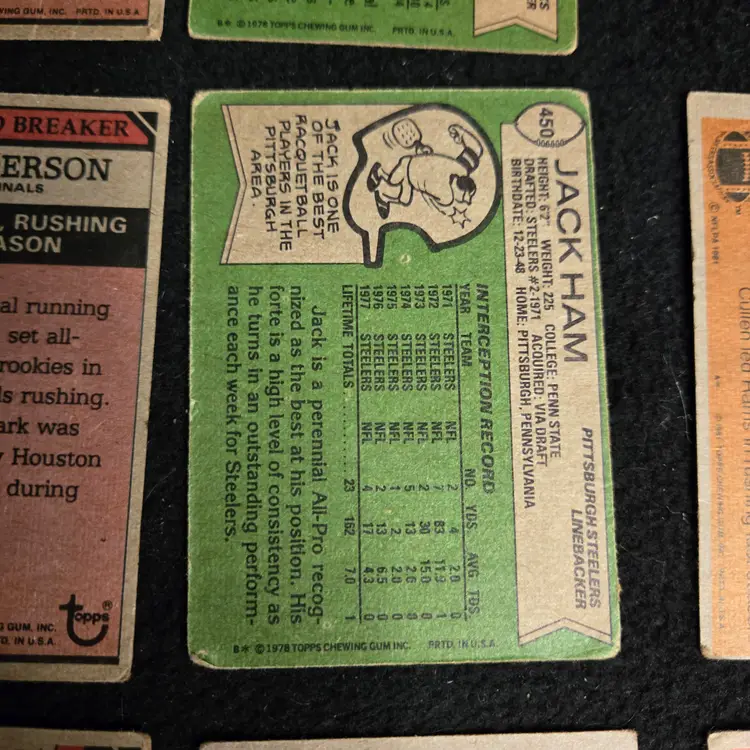 WING GUM, INC. PRTD. IN U.S.A.
© 1978 TOPPS CHEWING GUM INC. PRTD. IN U.S.A.
BREAKER
ERSON
NALS
, RUSHING
ASON
al running
set all-
rookies in
ds rushing.
ark was
Houston
during
topps®
GUM, INC.
TD. IN U.S.A.
450
JACK HAM
PITTSBURGH STEELERS
LINEBACKER
HEIGHT: 6'2" WEIGHT: 225 COLLEGE: PENN STATE
DRAFTED: STEELERS #2-1971 ACQUIRED: VIA DRAFT
BIRTHDATE: 12-23-48 HOME: PITTSBURGH, PENNSYLVANIA
JACK IS ONE
OF THE BEST
RACQUETBALL
PLAYERS IN THE
PITTSBURGH
AREA.
INTERCEPTION RECORD
YEAR TEAM NO. YDS. AVG. TDS.
1971 STEELERS NFL 2 4 2.0 0
1972 STEELERS NFL 7 83 11.9 1
1973 STEELERS NFL 2 30 15.0 0
1974 STEELERS NFL 5 13 2.6 0
1975 STEELERS NFL 1 2 2.0 0
1976 STEELERS NFL 2 13 6.5 0
1977 STEELERS NFL 4 17 4.3 0
LIFETIME TOTALS 23 162 7.0 1
Jack is a perennial All-Pro recog-
nized as the best at his position. His
forte is a high level of consistency as
he turns in an outstanding perform-
ance each week for Steelers.
B* © 1978 TOPPS CHEWING GUM INC. PRTD. IN U.S.A.
© NFLPA 1981